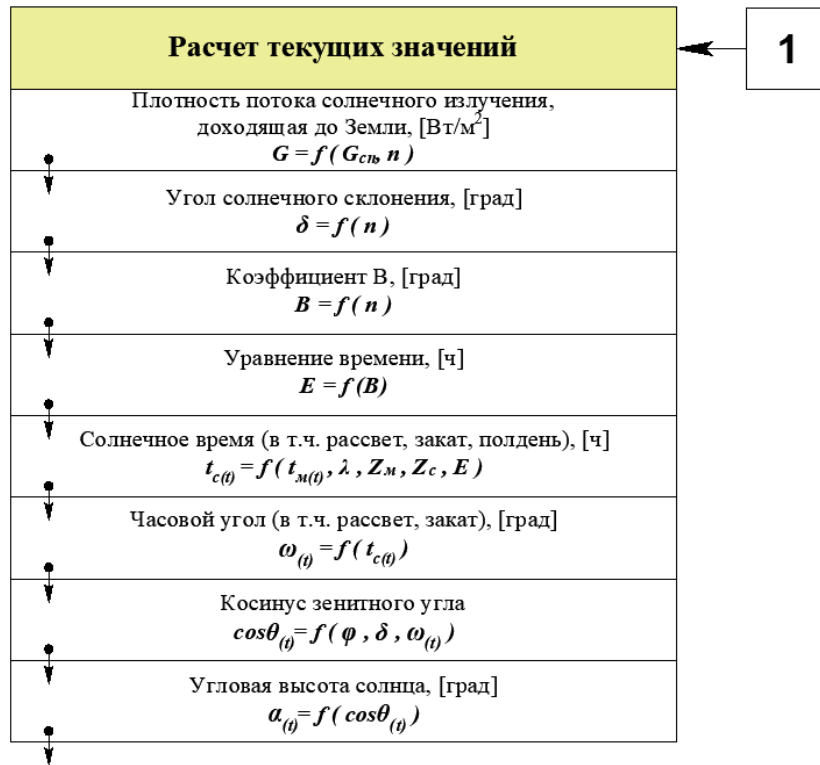 Расчет текущих значений
1
Плотность потока солнечного излучения,
доходящая до Земли, [Вт/м²]
G = f ( Gсп, n )
Угол солнечного склонения, [град]
δ = f ( n )
Коэффициент В, [град]
B = f ( n )
Уравнение времени, [ч]
E = f (B)
Солнечное время (в т.ч. рассвет, закат, полдень), [ч]
tс(t) = f ( tм(t), λ , Zм , Zс , E )
Часовой угол (в т.ч. рассвет, закат), [град]
ω(t) = f ( tс(t) )
Косинус зенитного угла
cosθ(t)= f ( φ , δ , ω(t) )
Угловая высота солнца, [град]
α(t)= f ( cosθ(t) )